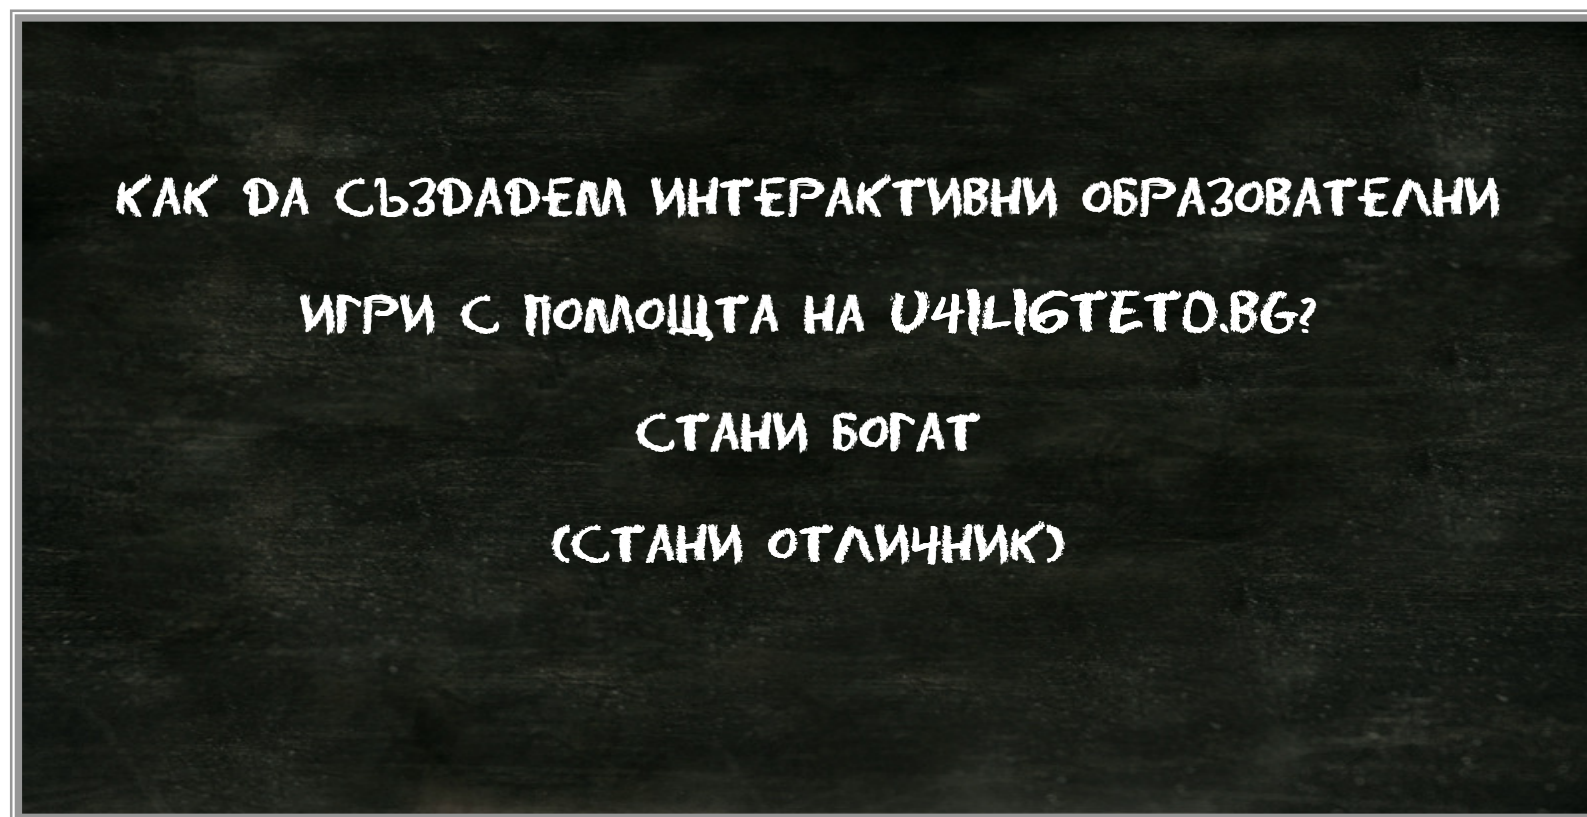 КАК ДА СЪЗДАДЕМ ИНТЕРАКТИВНИ ОБРАЗОВАТЕЛНИ
ИГРИ С ПОМОЩТА НА U4ILI6TETO.BG?
СТАНИ БОГАТ
(СТАНИ ОТЛИЧНИК)